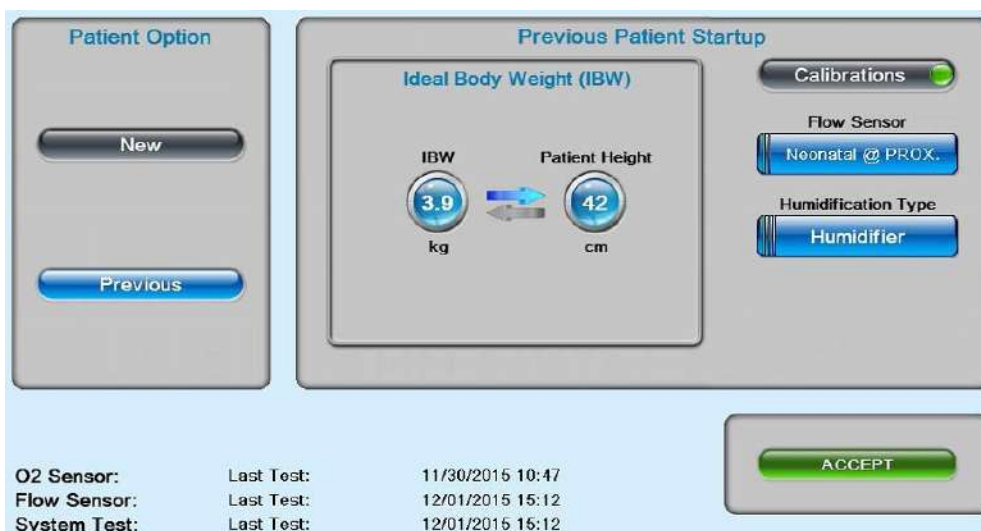 Patient Option
New
Previous
Previous Patient Startup
Ideal Body Weight (IBW)
IBW
Patient Height
3.9
42
kg
cm
Calibrations
Flow Sensor
Neonatal @ PROX.
Humidification Type
Humidifier
ACCEPT
O2 Sensor: Last Test: 11/30/2015 10:47
Flow Sensor: Last Test: 12/01/2015 15:12
System Test: Last Test: 12/01/2015 15:12